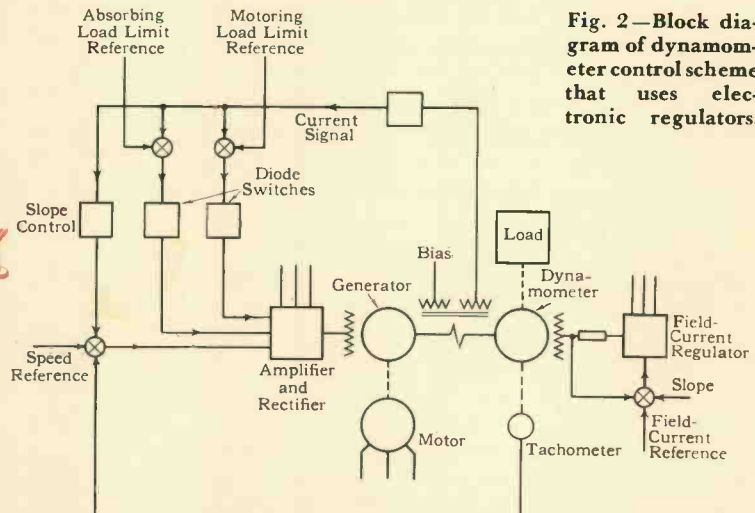 Absorbing
Load Limit
Reference
Motoring
Load Limit
Reference
Fig. 2—Block dia-
gram of dynamom-
eter control scheme
that uses elec-
tronic regulators.
Current
Signal
Diode
Switches
Slope
Control
Load
Bias
Generator
Dyna-
mometer
Field-
Current
Regulator
Speed
Reference
Amplifier
and
Rectifier
Slope
Motor
Tachometer
Field-
Current
Reference